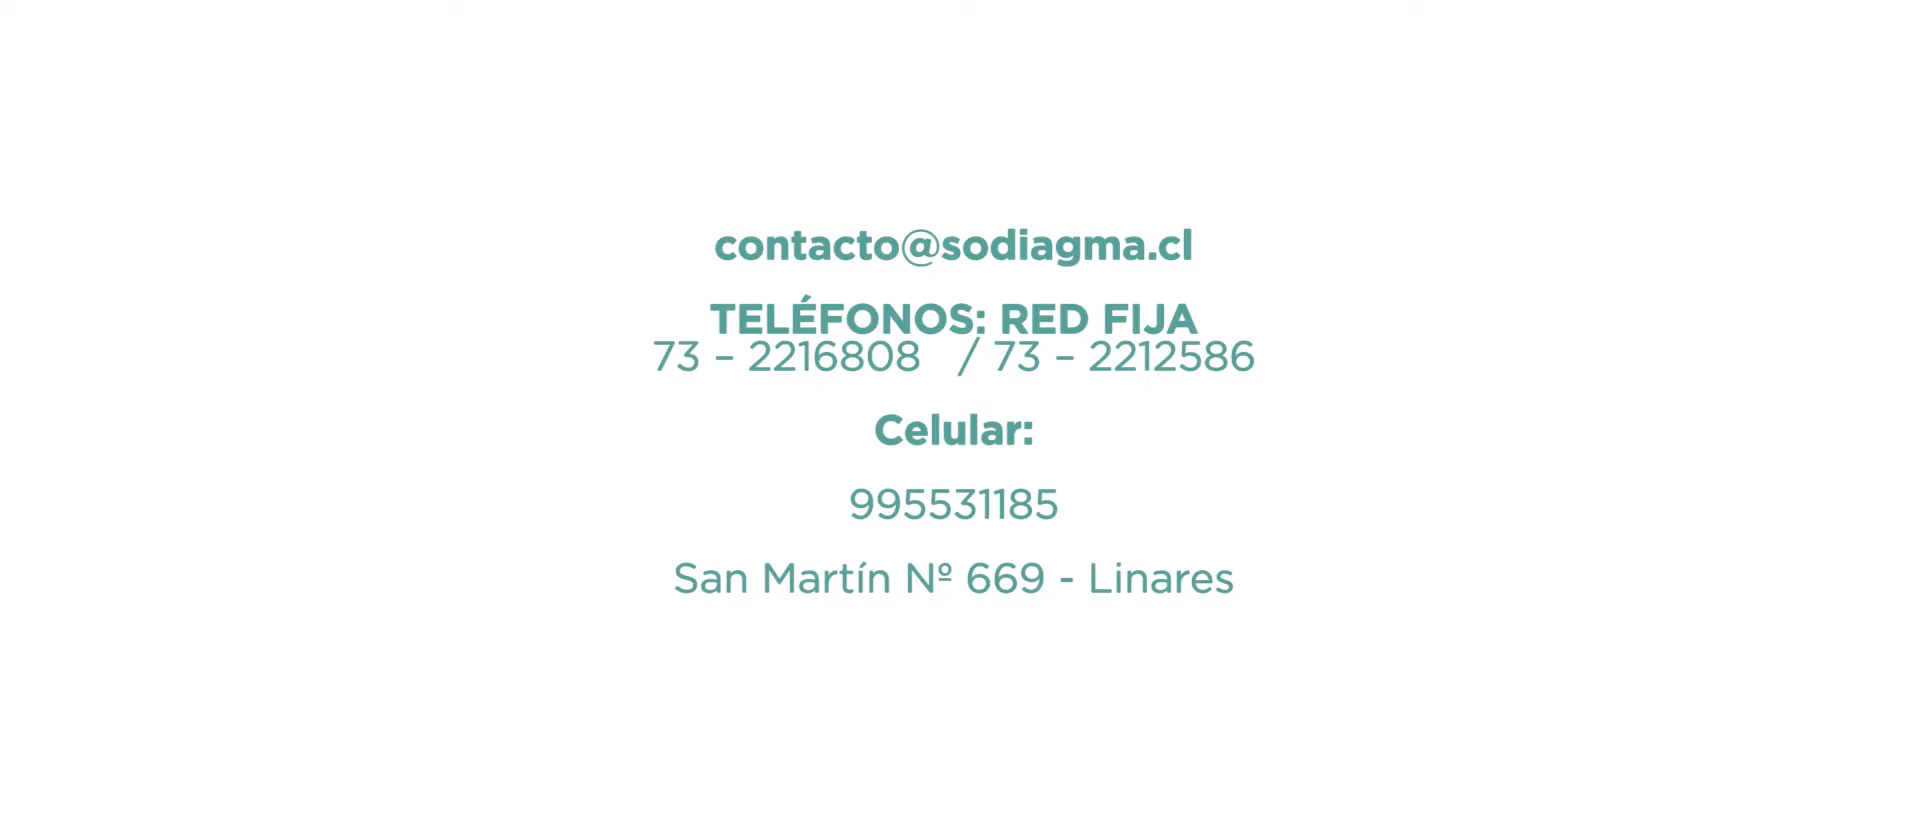 contacto@sodiagma.cl
TELÉFONOS: RED FIJA
73 – 2216808 / 73 – 2212586
Celular:
995531185
San Martín Nº 669 - Linares